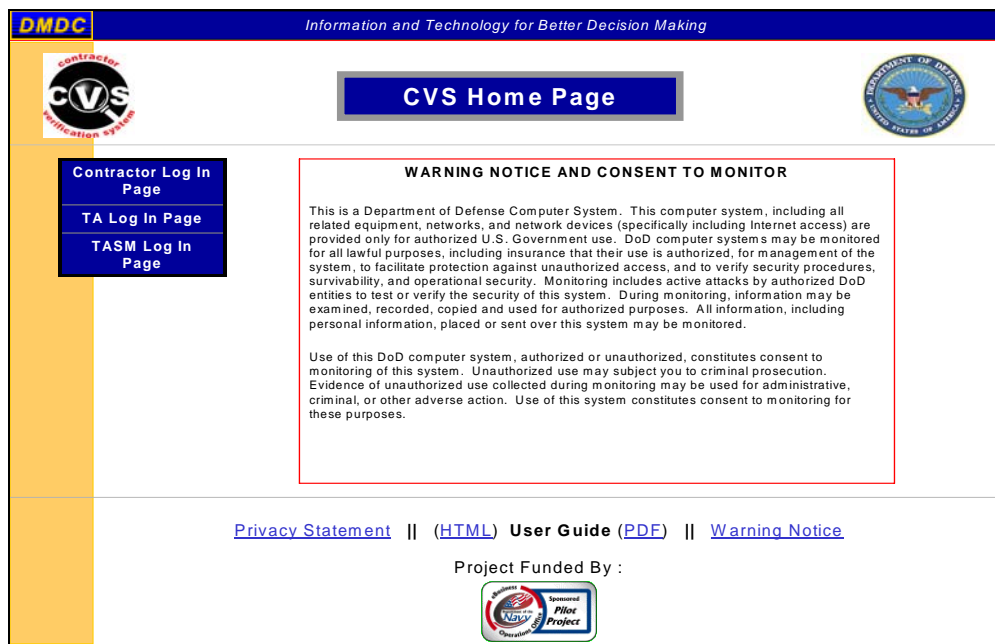 DMDC
Information and Technology for Better Decision Making
contractor
CVS
verification system
CVS Home Page
DEPARTMENT OF DEFENSE
UNITED STATES OF AMERICA
Contractor Log In
Page
TA Log In Page
TASM Log In
Page
WARNING NOTICE AND CONSENT TO MONITOR
This is a Department of Defense Computer System. This computer system, including all
related equipment, networks, and network devices (specifically including Internet access) are
provided only for authorized U.S. Government use. DoD computer systems may be monitored
for all lawful purposes, including insurance that their use is authorized, for management of the
system, to facilitate protection against unauthorized access, and to verify security procedures,
survivability, and operational security. Monitoring includes active attacks by authorized DoD
entities to test or verify the security of this system. During monitoring, information may be
examined, recorded, copied and used for authorized purposes. All information, including
personal information, placed or sent over this system may be monitored.
Use of this DoD computer system, authorized or unauthorized, constitutes consent to
monitoring of this system. Unauthorized use may subject you to criminal prosecution.
Evidence of unauthorized use collected during monitoring may be used for administrative,
criminal, or other adverse action. Use of this system constitutes consent to monitoring for
these purposes.
Privacy Statement || (HTML) User Guide (PDF) || Warning Notice
Project Funded By :
eBusiness
Operations Office
Department of the
Navy
Sponsored
Pilot
Project